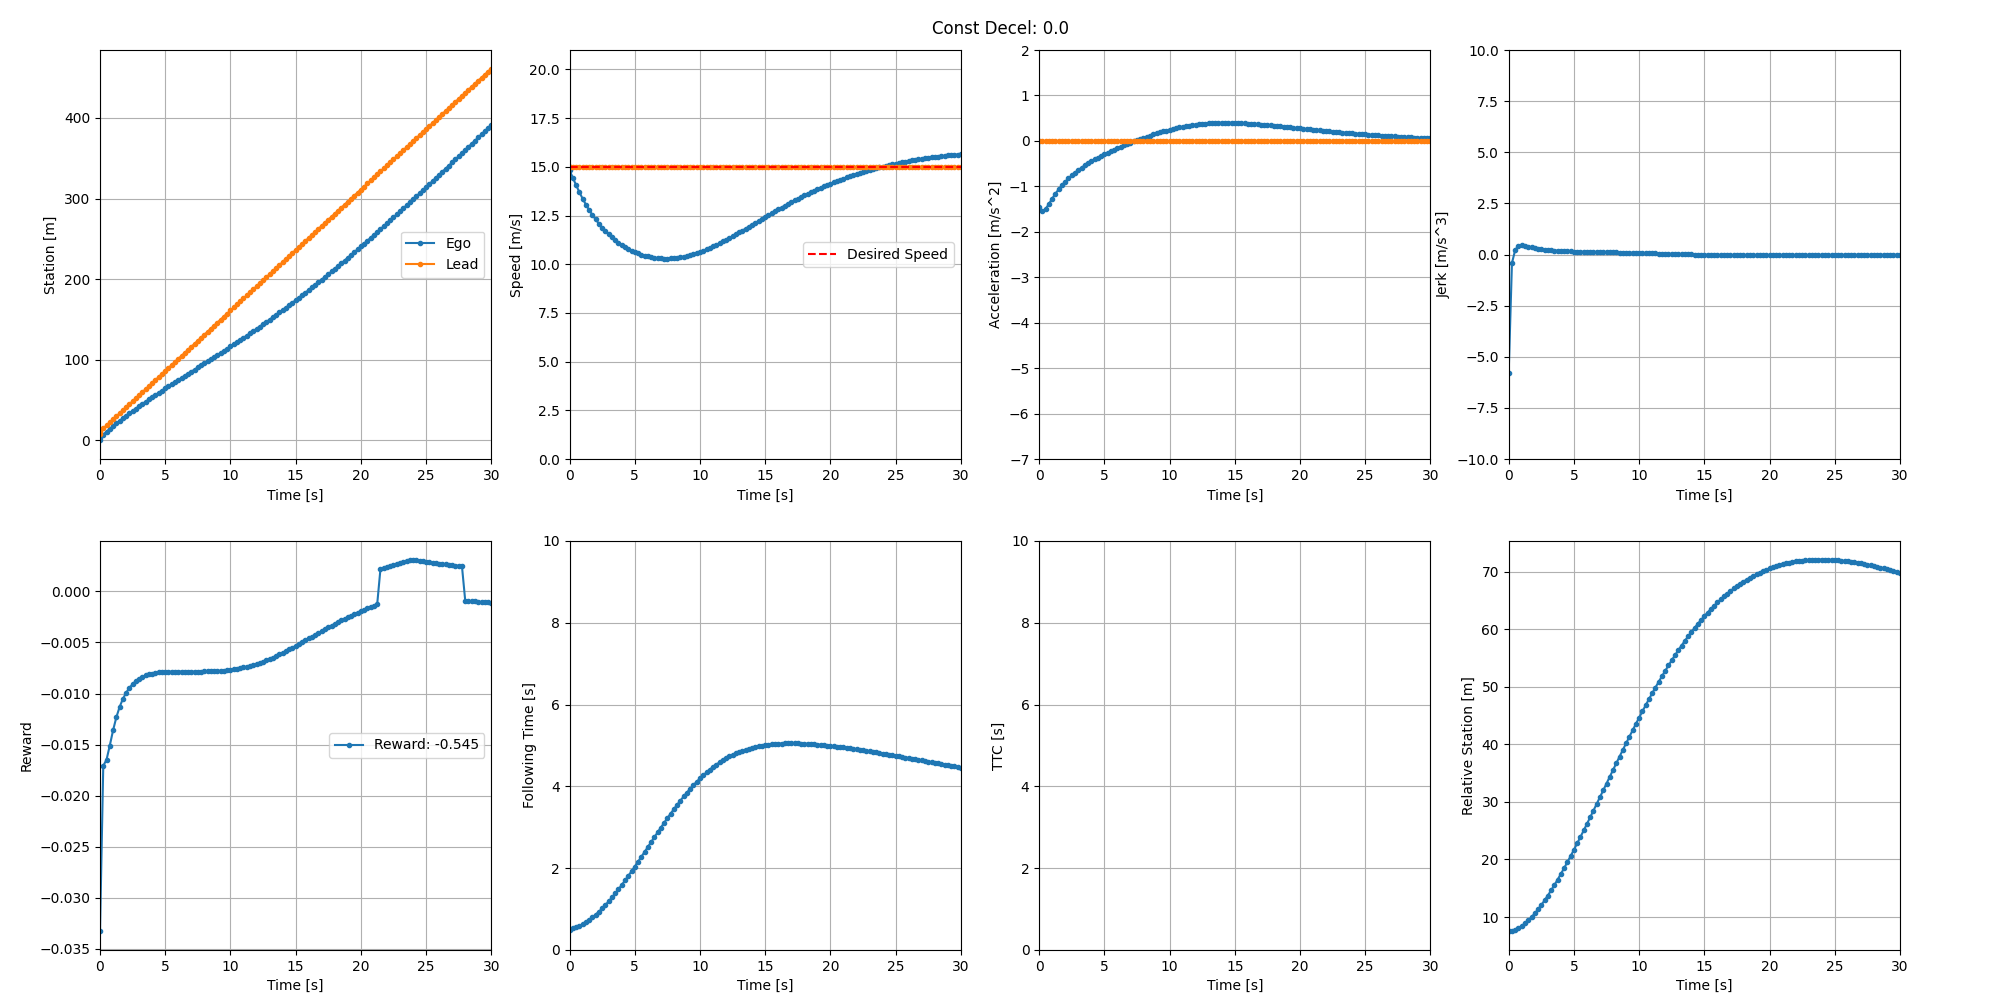 Const Decel: 0.0
Station [m]
400
300
200
100
0
Ego
Lead
0 5 10 15 20 25 30
Time [s]
Speed [m/s]
20.0
17.5
15.0
12.5
10.0
7.5
5.0
2.5
0.0
Desired Speed
0 5 10 15 20 25 30
Time [s]
Acceleration [m/s^2]
2
1
0
−1
−2
−3
−4
−5
−6
−7
0 5 10 15 20 25 30
Time [s]
Jerk [m/s^3]
10.0
7.5
5.0
2.5
0.0
−2.5
−5.0
−7.5
−10.0
0 5 10 15 20 25 30
Time [s]
Reward
0.000
−0.005
−0.010
−0.015
−0.020
−0.025
−0.030
−0.035
Reward: -0.545
0 5 10 15 20 25 30
Time [s]
Following Time [s]
10
8
6
4
2
0
0 5 10 15 20 25 30
Time [s]
TTC [s]
10
8
6
4
2
0
0 5 10 15 20 25 30
Time [s]
Relative Station [m]
70
60
50
40
30
20
10
0 5 10 15 20 25 30
Time [s]